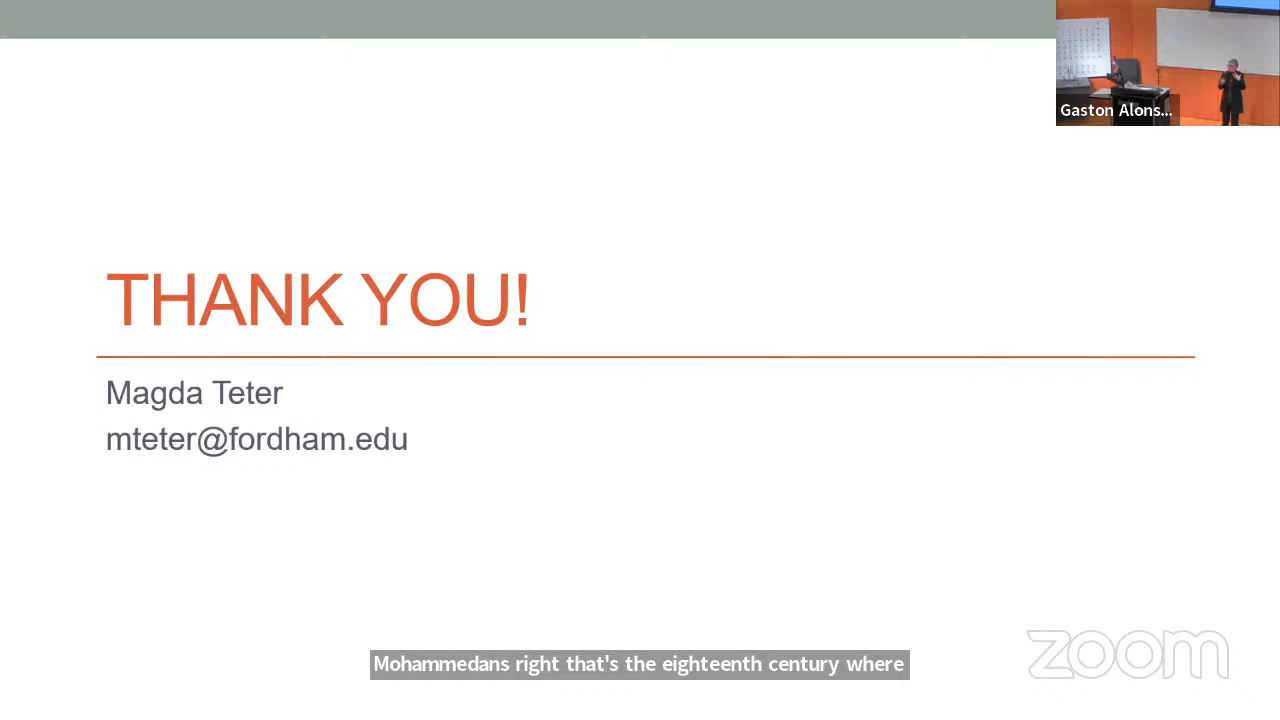 Gaston Alons...
THANK YOU!
Magda Teter
mteter@fordham.edu
Mohammedans right that's the eighteenth century where
zoom